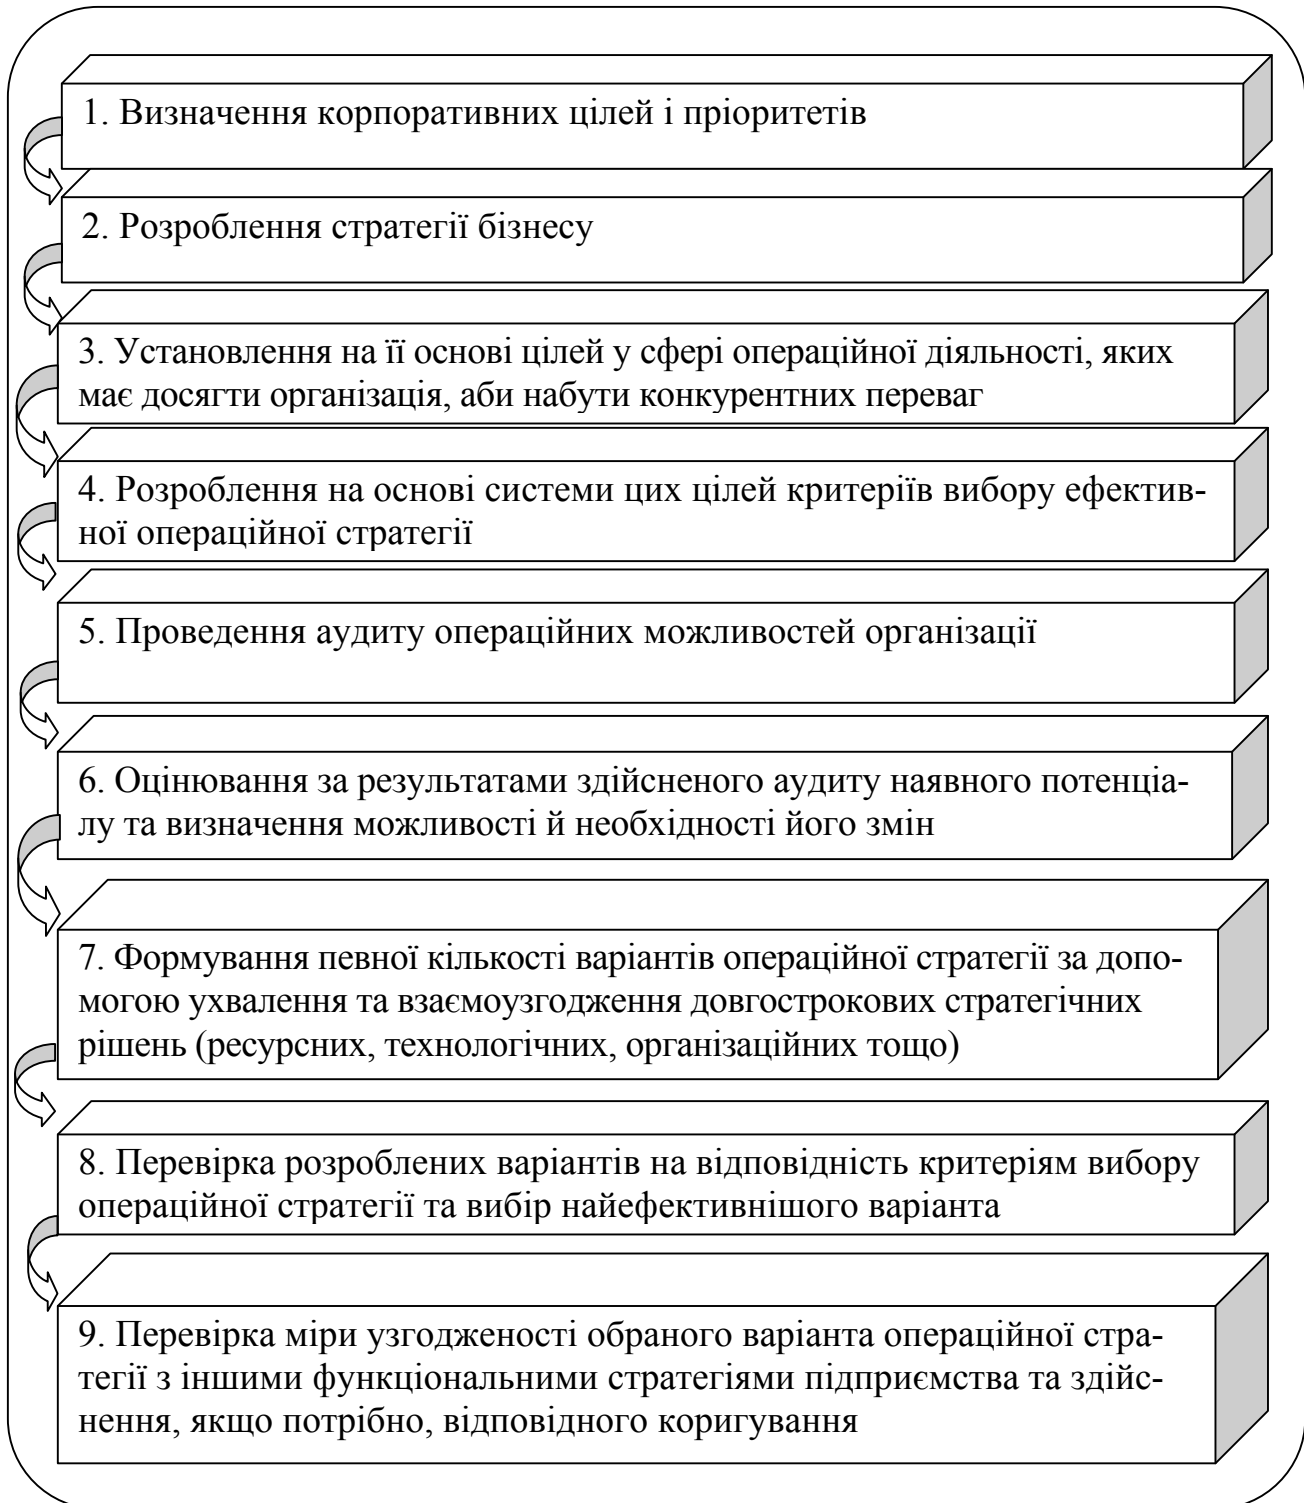 1. Визначення корпоративних цілей і пріоритетів
2. Розроблення стратегії бізнесу
3. Установлення на її основі цілей у сфері операційної діяльності, яких
має досягти організація, аби набути конкурентних переваг
4. Розроблення на основі системи цих цілей критеріїв вибору ефектив-
ної операційної стратегії
5. Проведення аудиту операційних можливостей організації
6. Оцінювання за результатами здійсненого аудиту наявного потенціа-
лу та визначення можливості й необхідності його змін
7. Формування певної кількості варіантів операційної стратегії за допо-
могою ухвалення та взаємоузгодження довгострокових стратегічних
рішень (ресурсних, технологічних, організаційних тощо)
8. Перевірка розроблених варіантів на відповідність критеріям вибору
операційної стратегії та вибір найефективнішого варіанта
9. Перевірка міри узгодженості обраного варіанта операційної стра-
тегії з іншими функціональними стратегіями підприємства та здійс-
нення, якщо потрібно, відповідного коригування